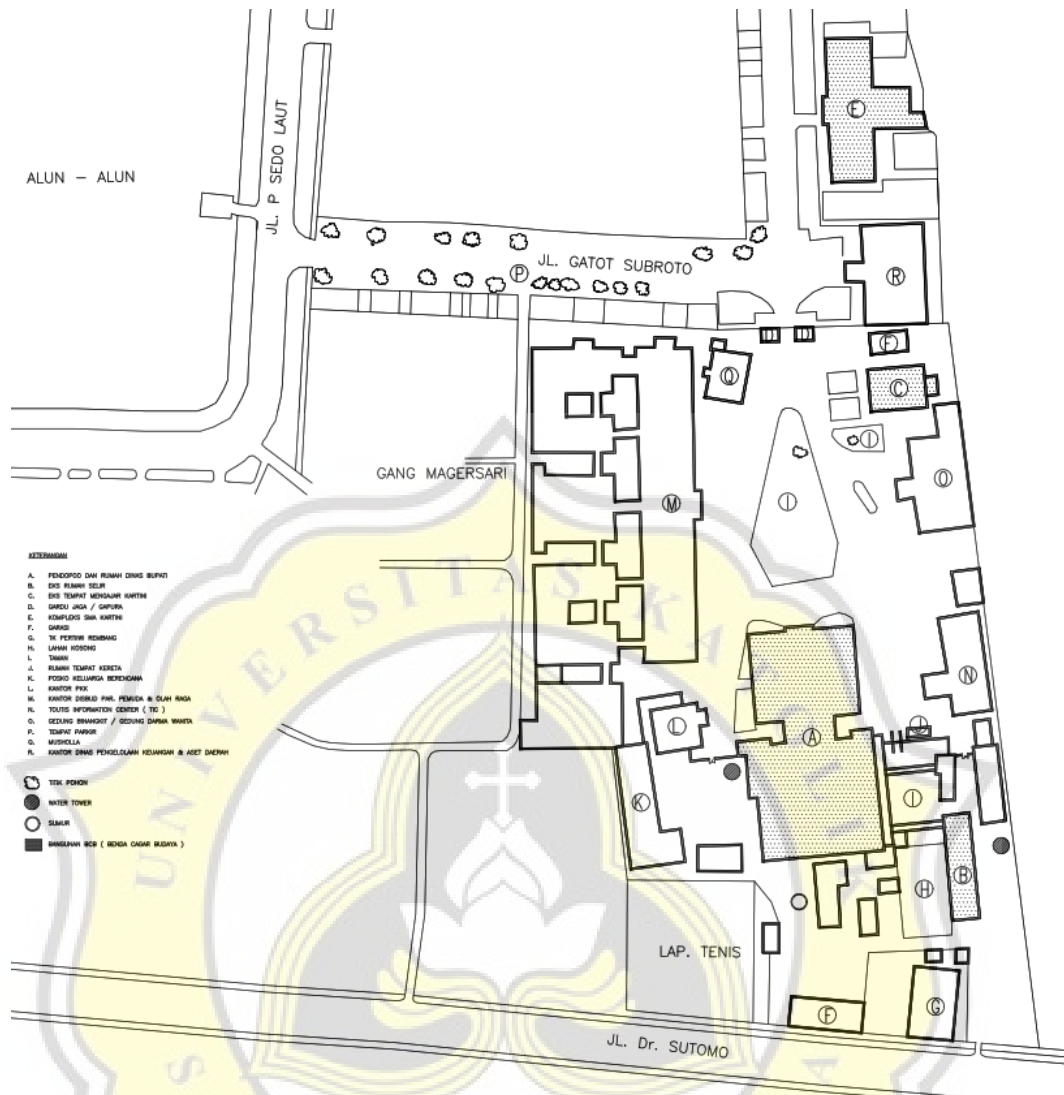 E
ALUN - ALUN
JL. P SEDO LAUT
JL. GATOT SUBROTO
P
R
F
Q
C
J
O
GANG MAGERSARI
M
I
KETERANGAN
A. PENDOPOO DAN RUMAH DINAS BUPATI
B. EKS RUMAH SELIR
C. EKS TEMPAT MENGAJAR KARTINI
D. GARDU JAGA / GAPURA
E. KOMPLEKS SMA KARTINI
F. GARASI
G. TK PERTIWI REMBANG
H. LAHAN KOSONG
I. TAMAN
J. RUMAH TEMPAT KERETA
K. POSKO KELUARGA BERENCANA
L. KANTOR PKK
M. KANTOR DISBUD PAR. PEMUDA & OLAH RAGA
N. TOUTIS INFORMATION CENTER ( TIC )
O. GEDUNG BINANGKIT / GEDUNG DARMA WANITA
P. TEMPAT PARKIR
Q. MUSHOLLA
R. KANTOR DINAS PENGELOLAAN KEUANGAN & ASET DAERAH
TITIK POHON
WATER TOWER
SUMUR
BANGUNAN BCB ( BENDA CAGAR BUDAYA )
N
L
A
K
I
H
B
LAP. TENIS
F
G
JL. Dr. SUTOMO
UNIVERSITAS KATOLIK